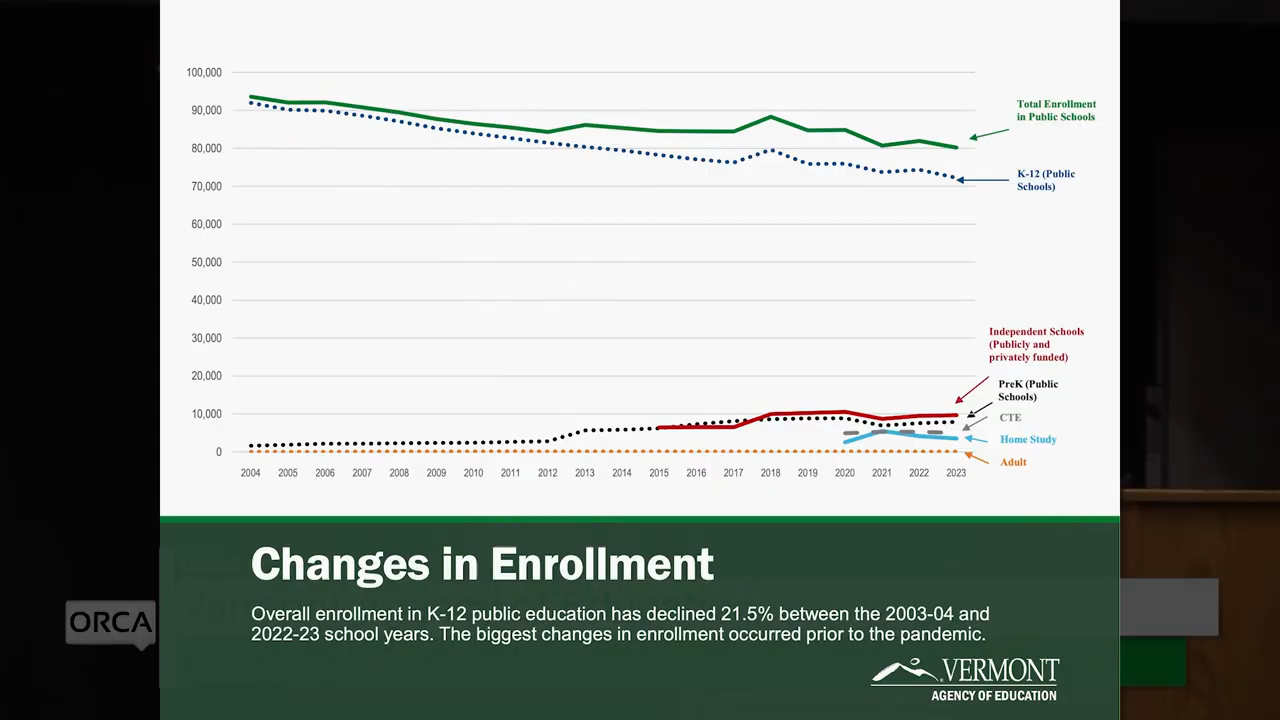 100,000
90,000
80,000
70,000
60,000
50,000
40,000
30,000
20,000
10,000
0
2004 2005 2006 2007 2008 2009 2010 2011 2012 2013 2014 2015 2016 2017 2018 2019 2020 2021 2022 2023
Total Enrollment
in Public Schools
K-12 (Public
Schools)
Independent Schools
(Publicly and
privately funded)
PreK (Public
Schools)
CTE
Home Study
Adult
Changes in Enrollment
Overall enrollment in K-12 public education has declined 21.5% between the 2003-04 and
2022-23 school years. The biggest changes in enrollment occurred prior to the pandemic.
VERMONT
AGENCY OF EDUCATION
ORCA